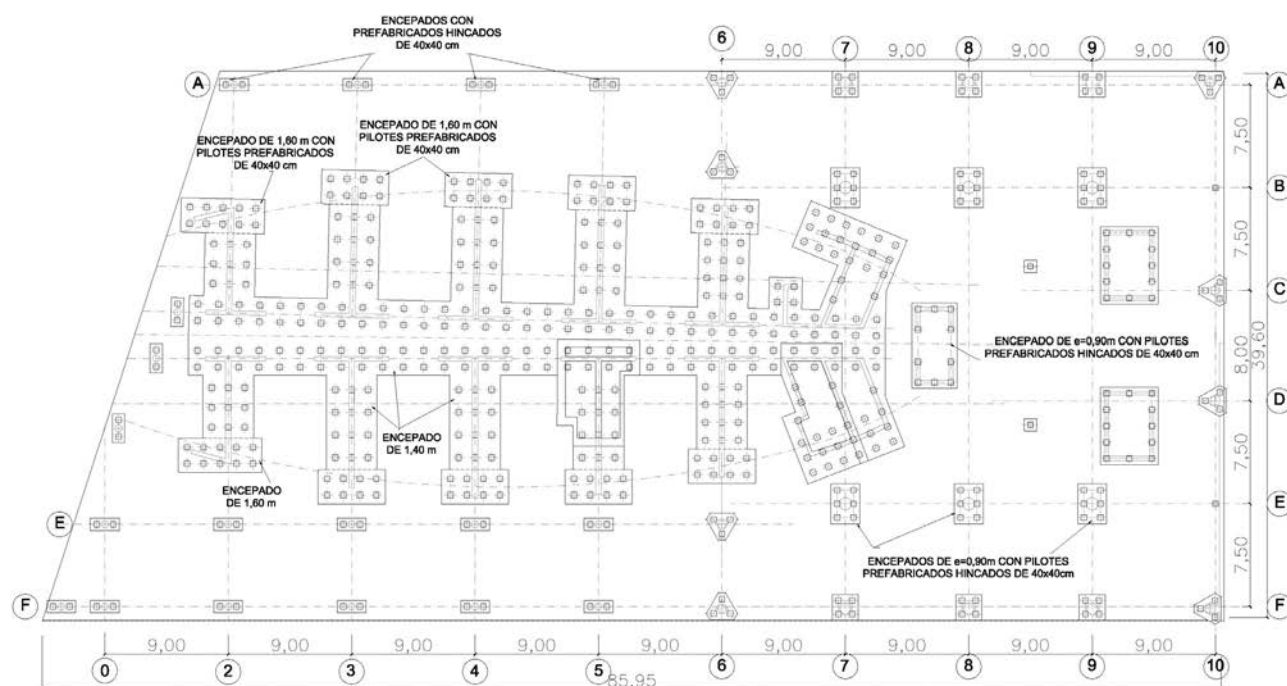 ENCEPADOS CON
PREFABRICADOS HINCADOS
DE 40x40 cm
6
7
8
9
10
9,00
9,00
9,00
9,00
A
A
ENCEPADO DE 1,60 m CON
PILOTES PREFABRICADOS
DE 40x40 cm
ENCEPADO DE 1,60 m CON
PILOTES PREFABRICADOS
DE 40x40 cm
7,50
B
7,50
C
ENCEPADO DE e=0,90m CON PILOTES
PREFABRICADOS HINCADOS DE 40x40 cm
8,00
39,60
D
ENCEPADO
DE 1,40 m
7,50
ENCEPADO
DE 1,60 m
E
E
ENCEPADOS DE e=0,90m CON PILOTES
PREFABRICADOS HINCADOS DE 40x40cm
7,50
F
F
9,00
9,00
9,00
9,00
9,00
9,00
9,00
9,00
9,00
0
2
3
4
5
6
7
8
9
10
85,95